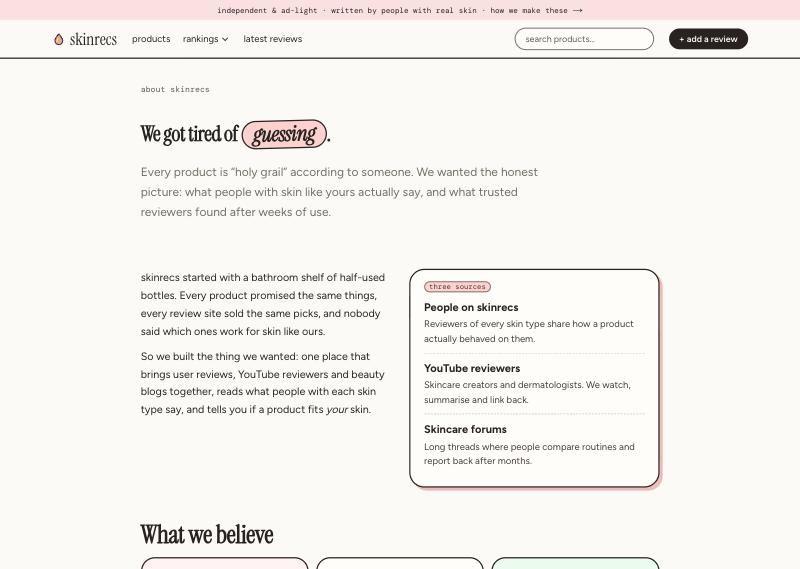 independent & ad-light · written by people with real skin · how we make these →
skinrecs
products
rankings
latest reviews
search products...
+ add a review
about skinrecs
We got tired of guessing.
Every product is “holy grail” according to someone. We wanted the honest
picture: what people with skin like yours actually say, and what trusted
reviewers found after weeks of use.
skinrecs started with a bathroom shelf of half-used
bottles. Every product promised the same things,
every review site sold the same picks, and nobody
said which ones work for skin like ours.
So we built the thing we wanted: one place that
brings user reviews, YouTube reviewers and beauty
blogs together, reads what people with each skin
type say, and tells you if a product fits your skin.
three sources
People on skinrecs
Reviewers of every skin type share how a product
actually behaved on them.
YouTube reviewers
Skincare creators and dermatologists. We watch,
summarise and link back.
Skincare forums
Long threads where people compare routines and
report back after months.
What we believe